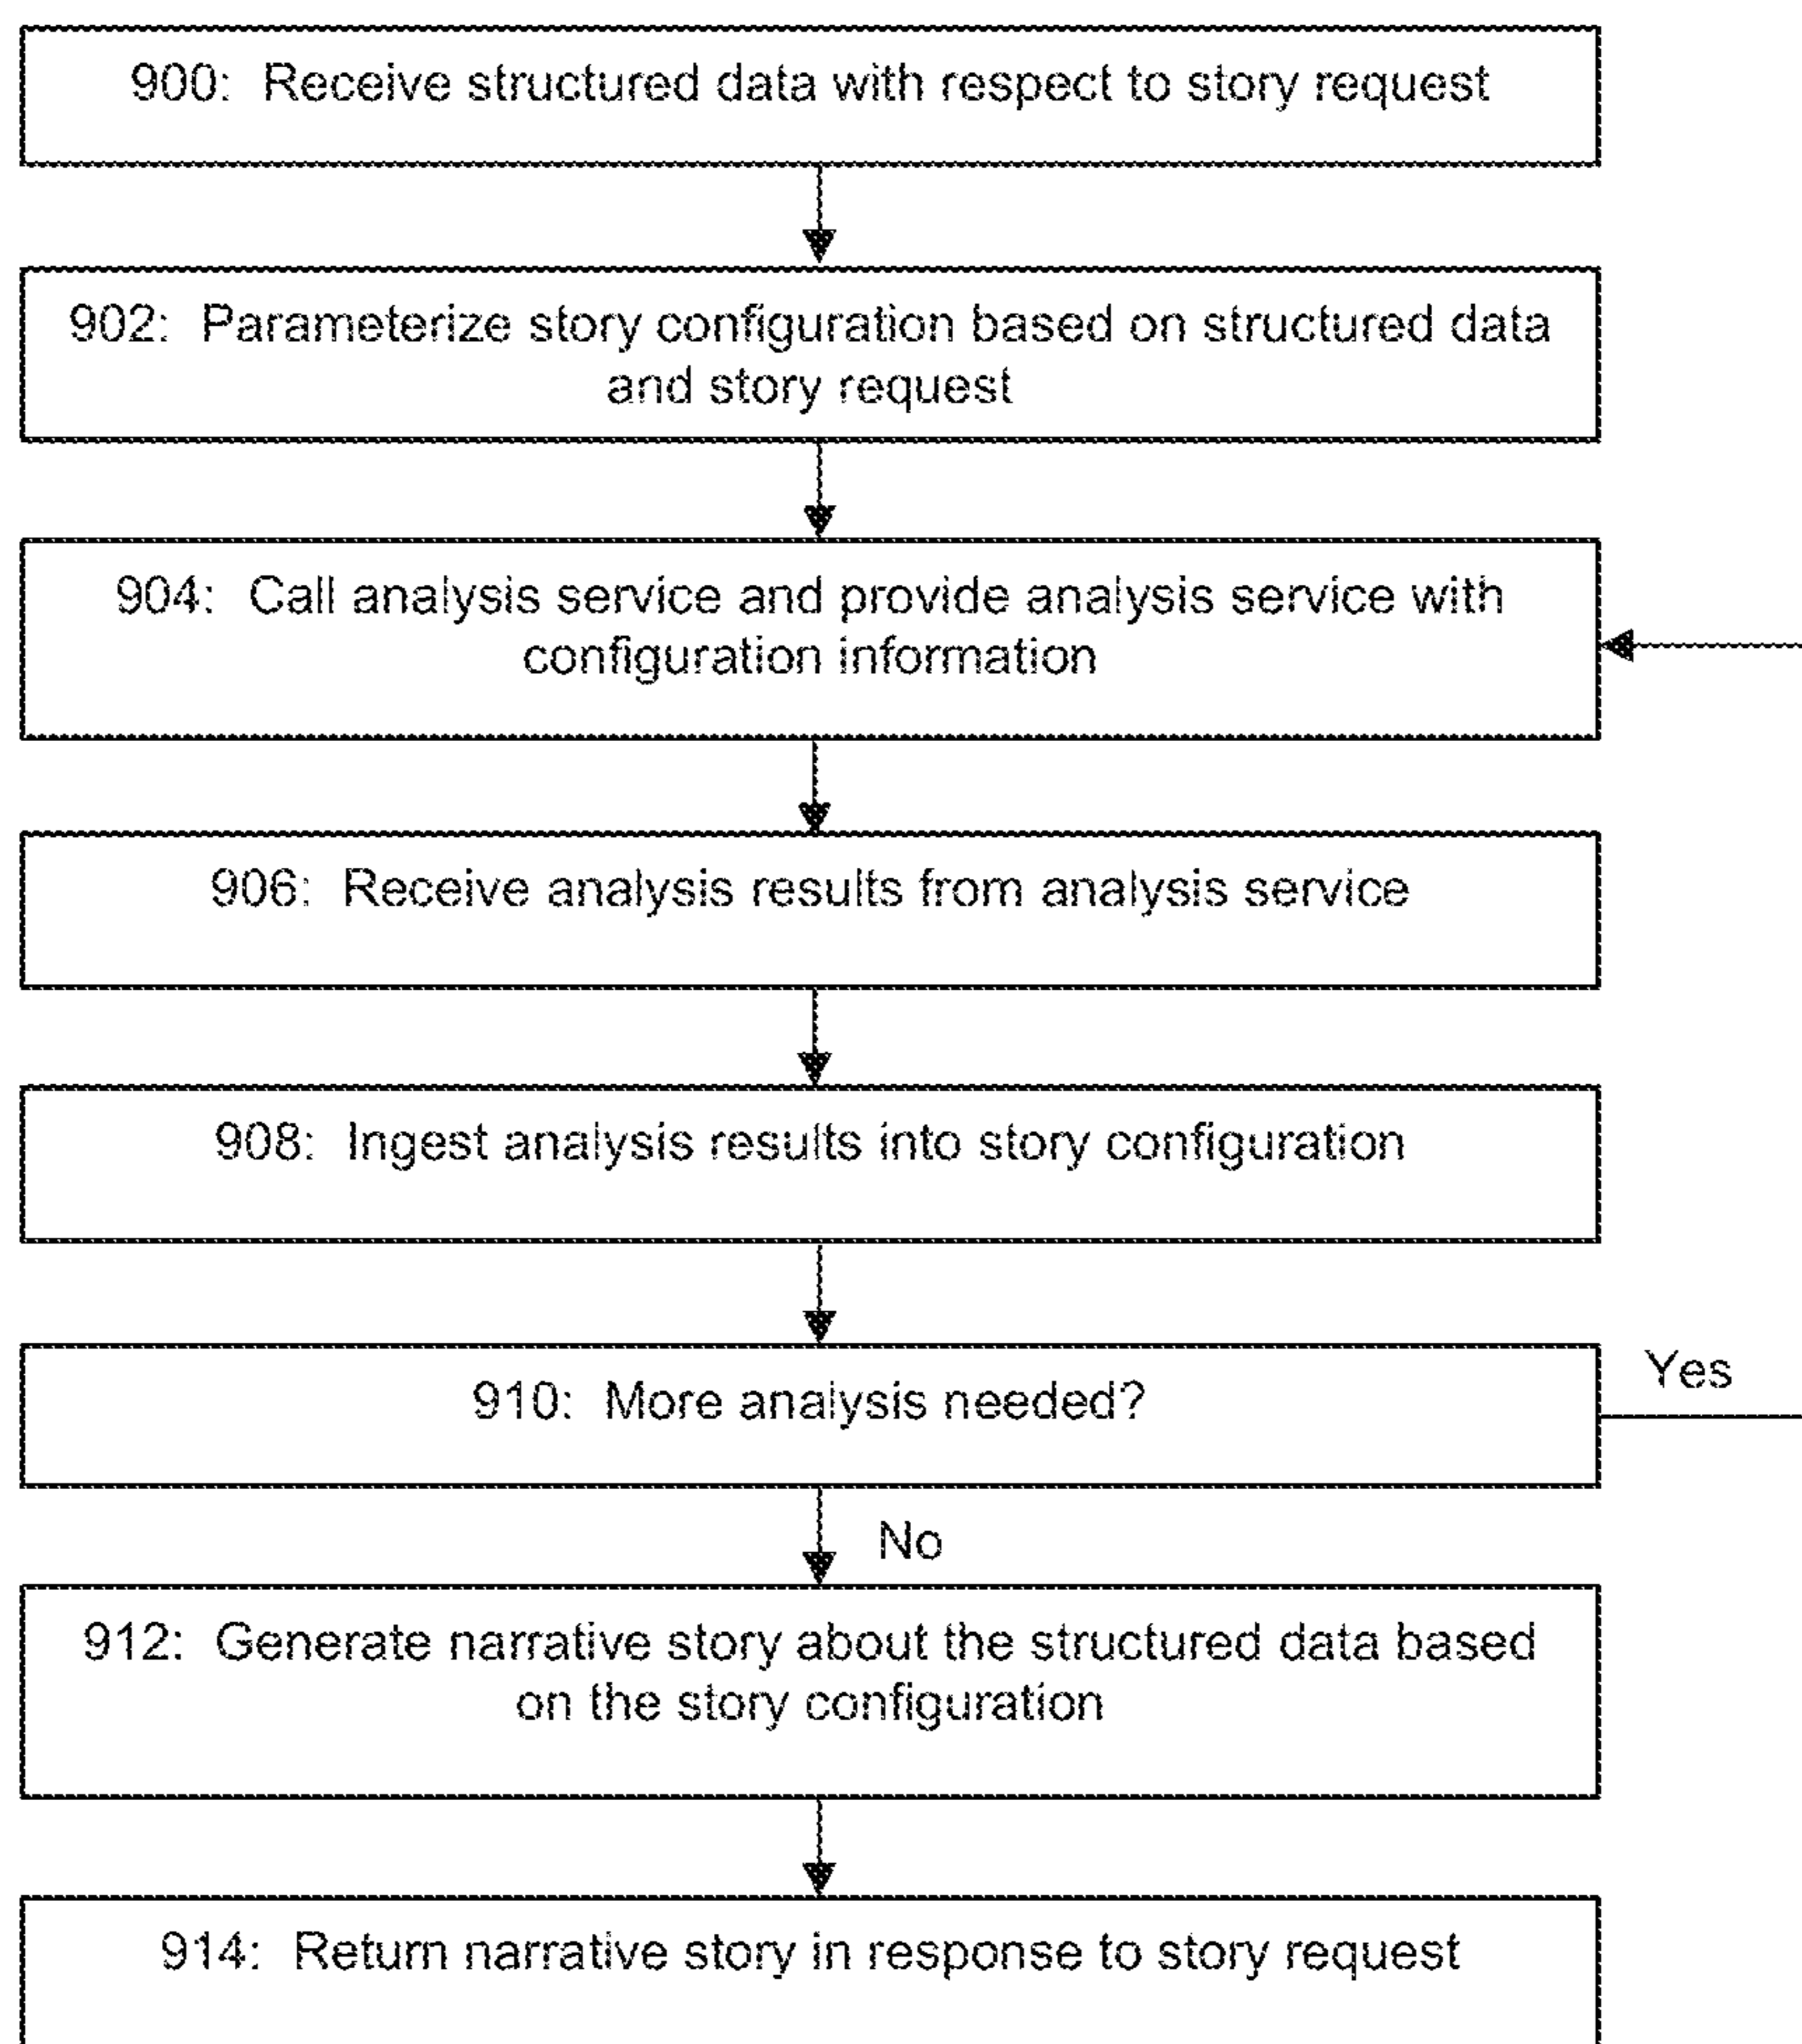 900: Receive structured data with respect to story request
902: Parameterize story configuration based on structured data
and story request
904: Call analysis service and provide analysis service with
configuration information
906: Receive analysis results from analysis service
908: Ingest analysis results into story configuration
910: More analysis needed?
Yes
No
912: Generate narrative story about the structured data based
on the story configuration
914: Return narrative story in response to story request